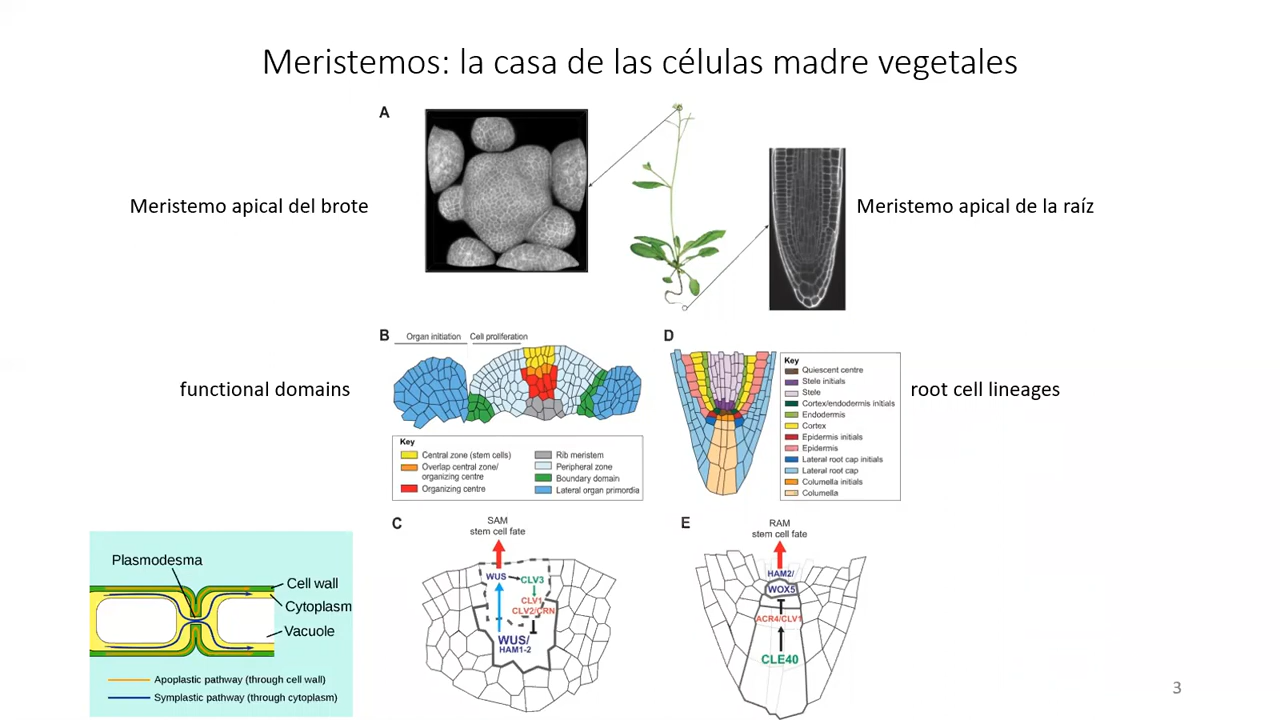 Meristemos: la casa de las células madre vegetales
A
Meristemo apical del brote
Meristemo apical de la raíz
B
Organ initiation
Cell proliferation
functional domains
Key
Central zone (stem cells)
Overlap central zone/
organizing centre
Organizing centre
Rib meristem
Peripheral zone
Boundary domain
Lateral organ primordia
D
Key
Quiescent centre
Stele initials
Stele
Cortex/endodermis initials
Endodermis
Cortex
Epidermis initials
Epidermis
Lateral root cap initials
Lateral root cap
Columella initials
Columella
root cell lineages
C
SAM
stem cell fate
WUS
CLV3
CLV1
CLV2/CRN
WUS/
HAM1-2
E
RAM
stem cell fate
HAM2/
WOX5
ACR4/CLV1
CLE40
Plasmodesma
Cell wall
Cytoplasm
Vacuole
Apoplastic pathway (through cell wall)
Symplastic pathway (through cytoplasm)
3